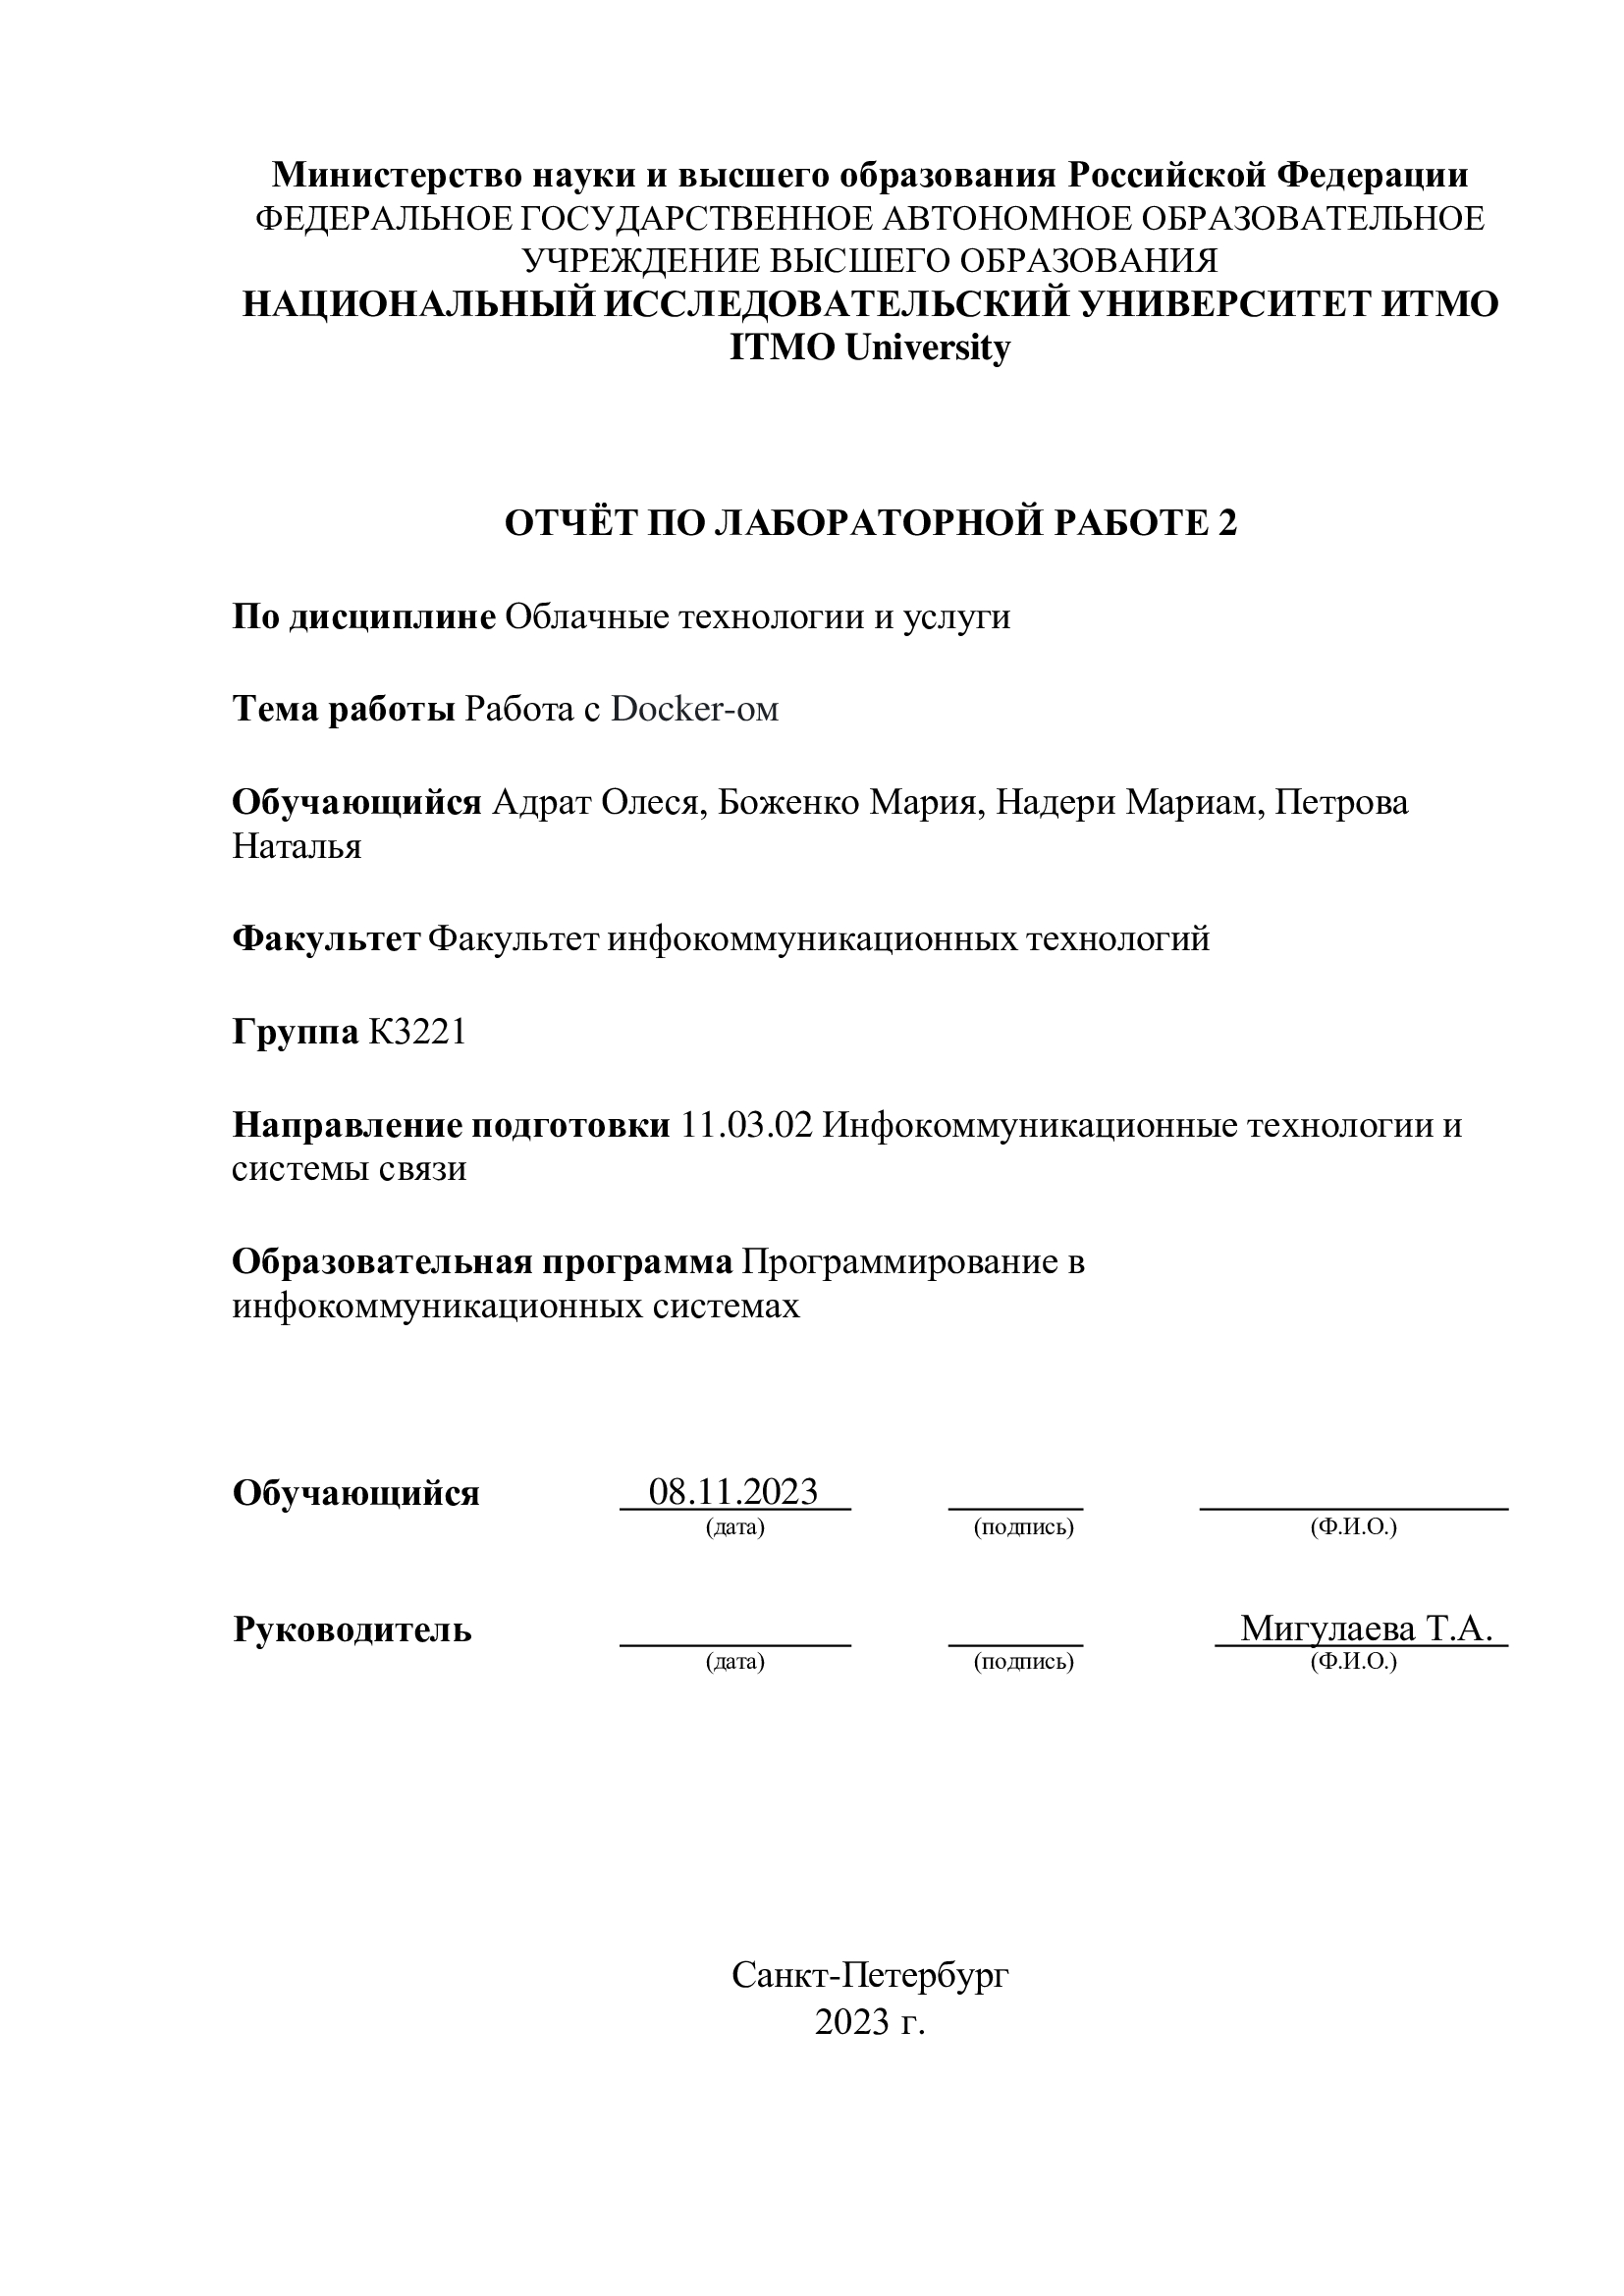 Министерство науки и высшего образования Российской Федерации
ФЕДЕРАЛЬНОЕ ГОСУДАРСТВЕННОЕ АВТОНОМНОЕ ОБРАЗОВАТЕЛЬНОЕ
УЧРЕЖДЕНИЕ ВЫСШЕГО ОБРАЗОВАНИЯ
НАЦИОНАЛЬНЫЙ ИССЛЕДОВАТЕЛЬСКИЙ УНИВЕРСИТЕТ ИТМО
ITMO University
ОТЧЁТ ПО ЛАБОРАТОРНОЙ РАБОТЕ 2
По дисциплине Облачные технологии и услуги
Тема работы Работа с Docker-ом
Обучающийся Адрат Олеся, Боженко Мария, Надери Мариам, Петрова
Наталья
Факультет Факультет инфокоммуникационных технологий
Группа К3221
Направление подготовки 11.03.02 Инфокоммуникационные технологии и
системы связи
Образовательная программа Программирование в
инфокоммуникационных системах
Обучающийся 08.11.2023
(дата) (подпись) (Ф.И.О.)
Руководитель Мигулаева Т.А.
(дата) (подпись) (Ф.И.О.)
Санкт-Петербург
2023 г.